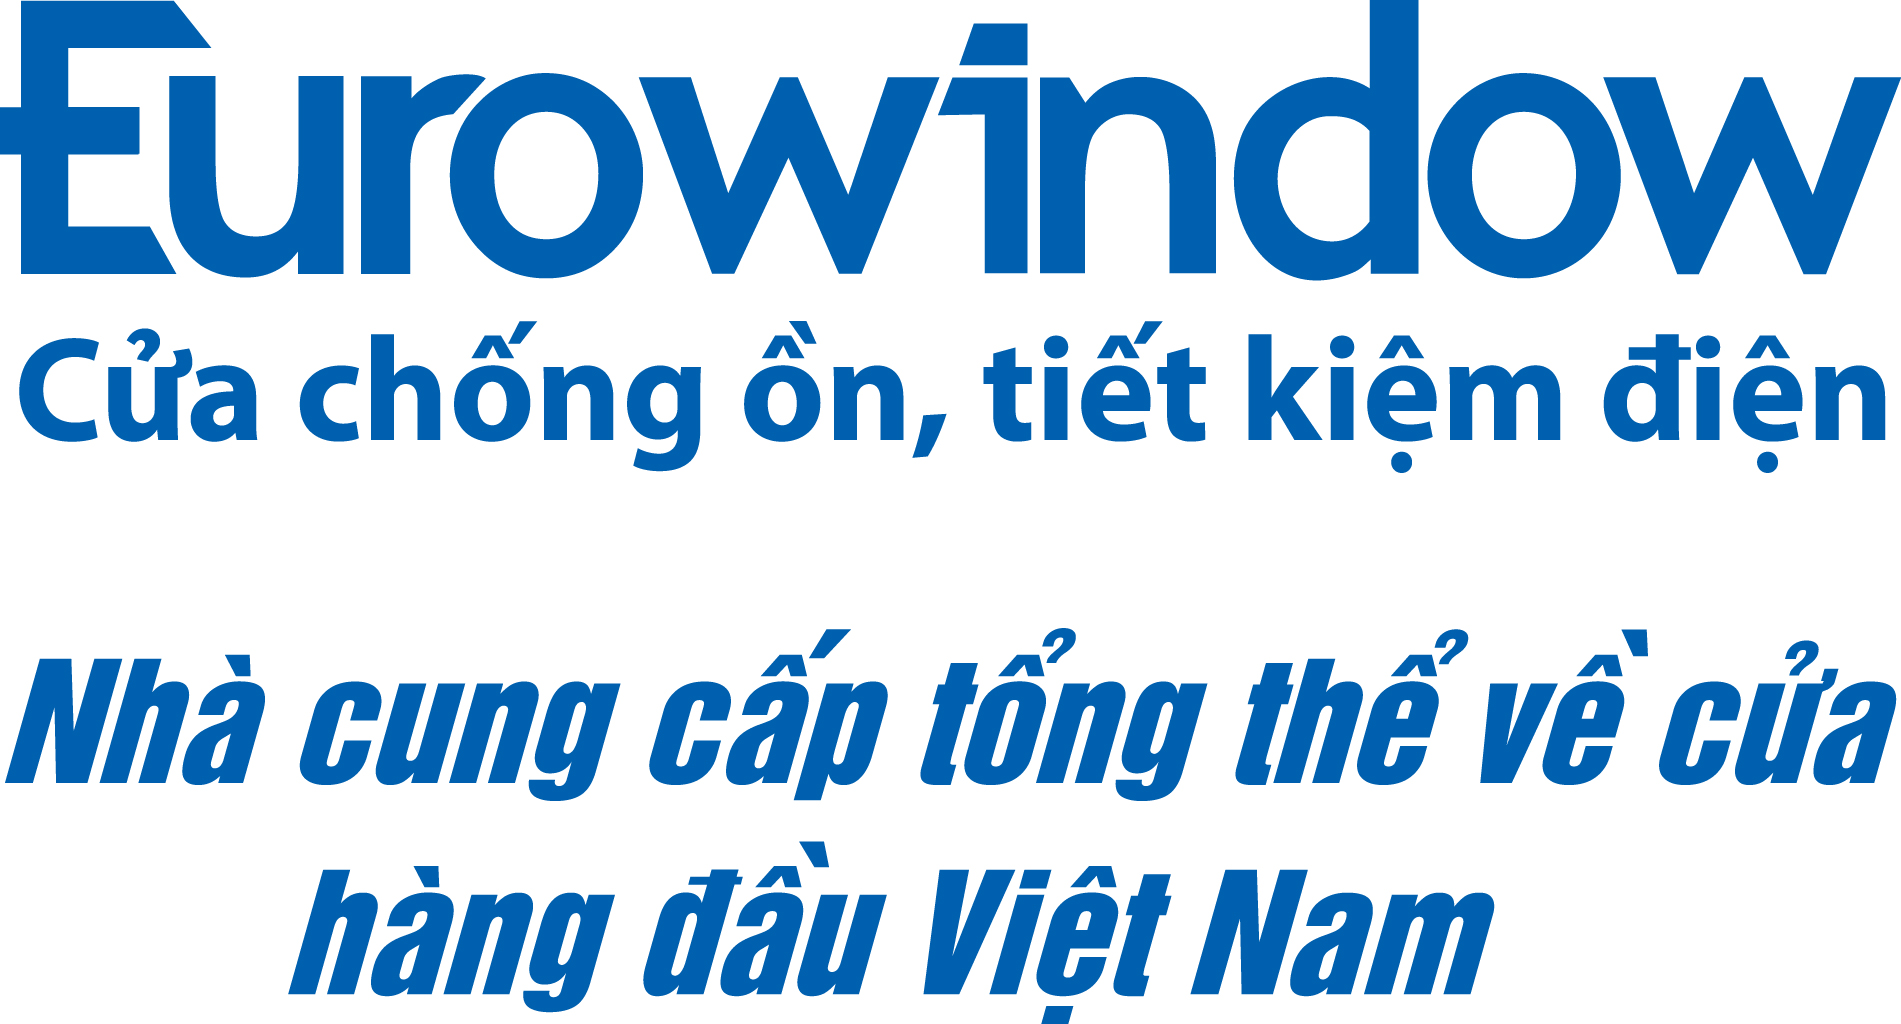 Eurowindow
Cửa chống ồn, tiết kiệm điện
Nhà cung cấp tổng thể về cửa
hàng đầu Việt Nam